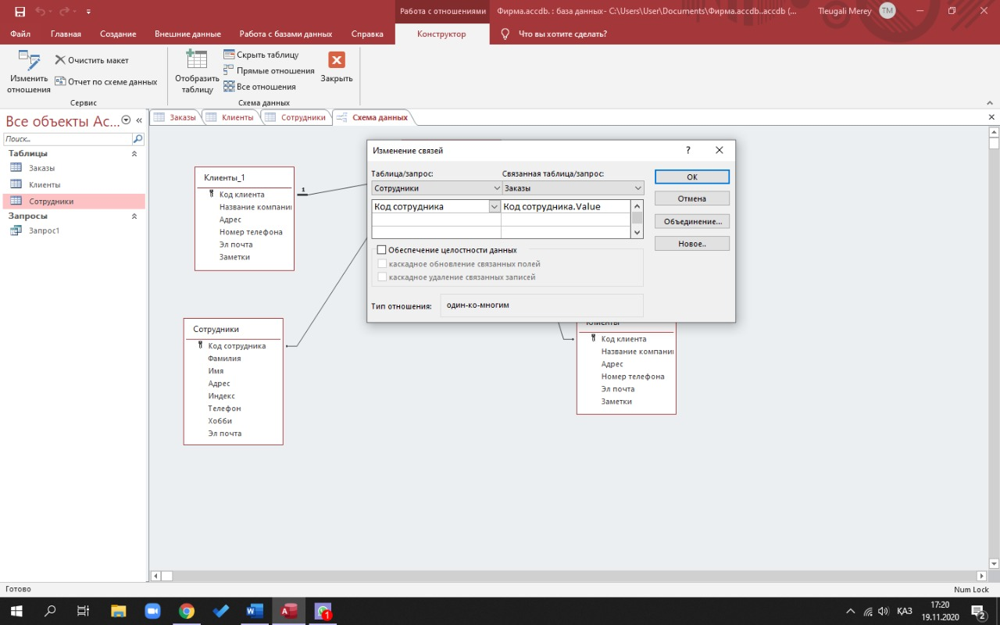 Работа с отношениями
Фирма.accdb. : база данных- C:\Users\User\Documents\Фирма.accdb..accdb (...
Tleugali Merey
TM
Файл
Главная
Создание
Внешние данные
Работа с базами данных
Справка
Конструктор
Что вы хотите сделать?
Изменить отношения
Очистить макет
Отчет по схеме данных
Сервис
Отобразить таблицу
Скрыть таблицу
Прямые отношения
Все отношения
Закрыть
Схема данных
Все объекты Ac...
Поиск...
Таблицы
Заказы
Клиенты
Сотрудники
Запросы
Запрос1
Заказы
Клиенты
Сотрудники
Схема данных
Клиенты_1
Код клиента
Название компани
Адрес
Номер телефона
Эл почта
Заметки
1
Сотрудники
Код сотрудника
Фамилия
Имя
Адрес
Индекс
Телефон
Хобби
Эл почта
Изменение связей
?
Таблица/запрос:
Связанная таблица/запрос:
Сотрудники
Заказы
Код сотрудника
Код сотрудника.Value
Обеспечение целостности данных
каскадное обновление связанных полей
каскадное удаление связанных записей
Тип отношения:
один-ко-многим
ОК
Отмена
Объединение...
Новое..
Клиенты
Код клиента
Название компани
Адрес
Номер телефона
Эл почта
Заметки
Готово
Num Lock
1
ҚАЗ
17:20
19.11.2020
2